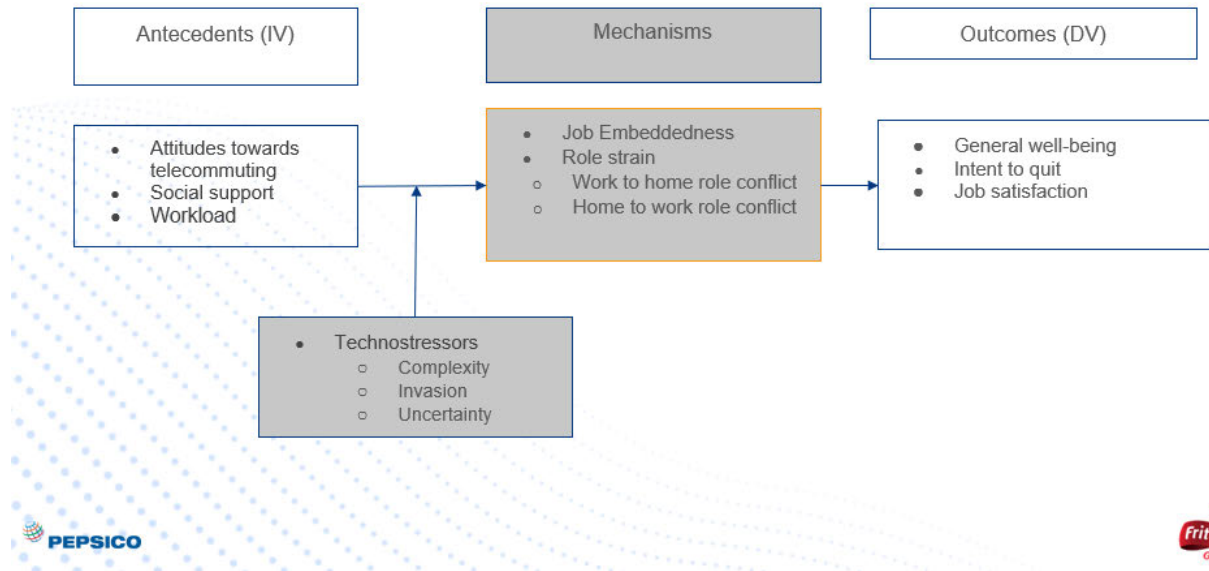 Antecedents (IV)
Mechanisms
Outcomes (DV)
● Attitudes towards
telecommuting
● Social support
● Workload
● Job Embeddedness
● Role strain
○ Work to home role conflict
○ Home to work role conflict
● General well-being
● Intent to quit
● Job satisfaction
● Technostressors
○ Complexity
○ Invasion
○ Uncertainty
PEPSICO
Frit